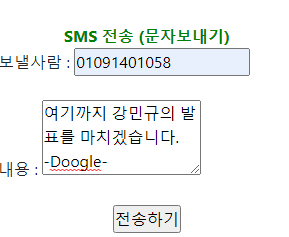 SMS 전송 (문자보내기)
보낼사람 : 01091401058
여기까지 강민규의 발
표를 마치겠습니다.
-Doogle-
내용 :
전송하기